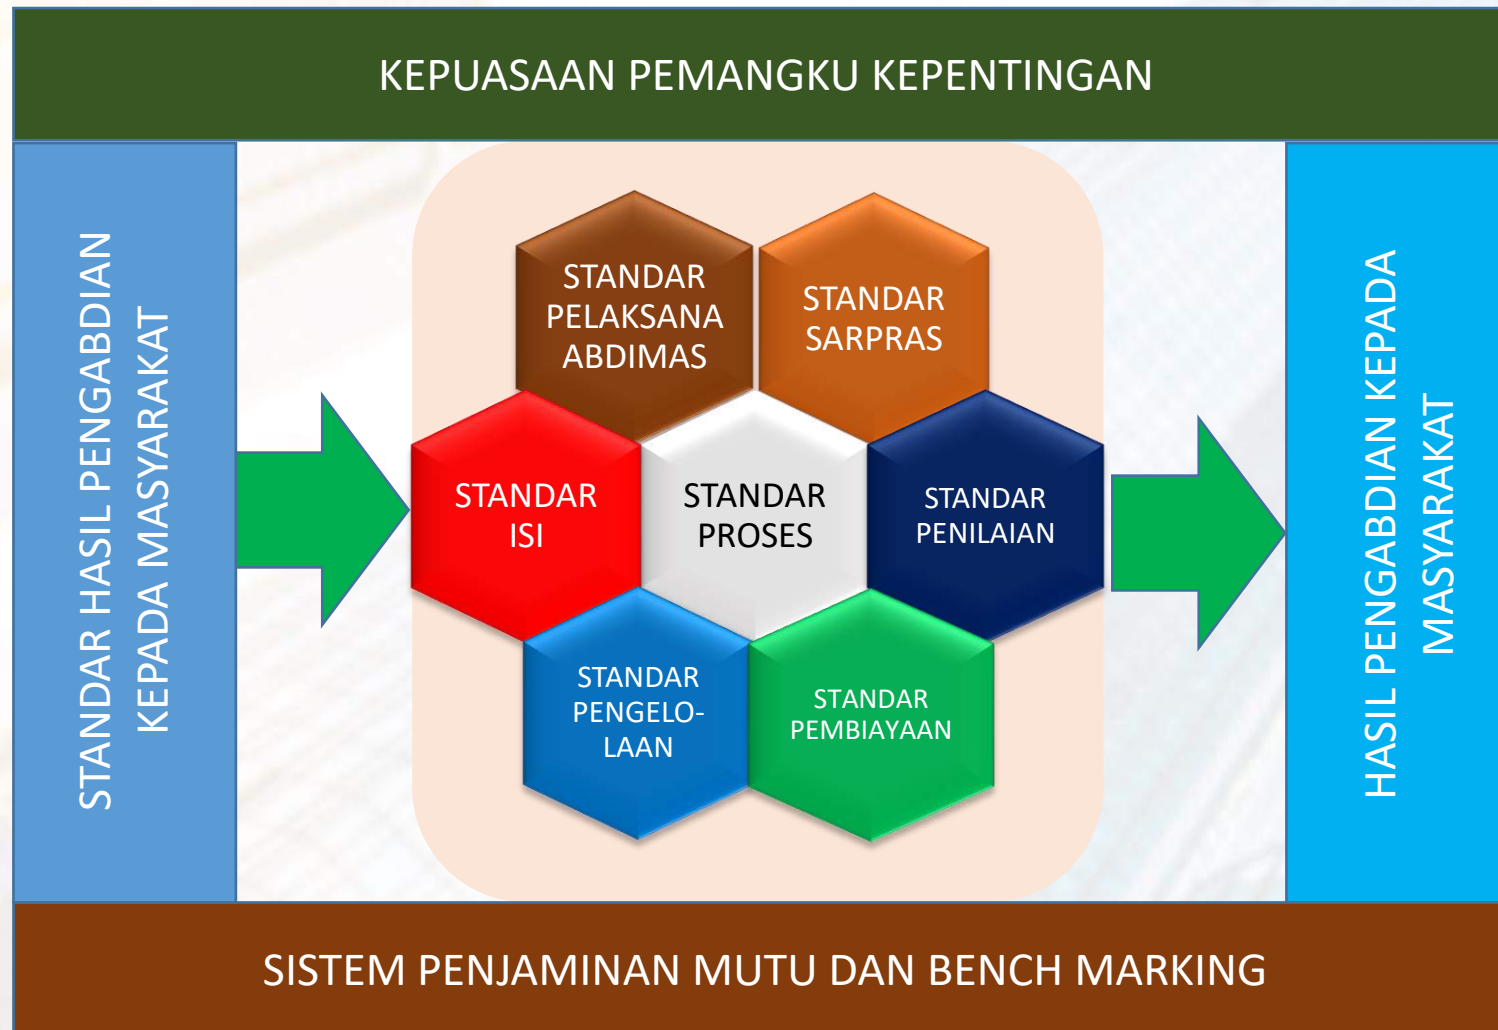 KEPUASAAN PEMANGKU KEPENTINGAN
STANDAR HASIL PENGABDIAN
KEPADA MASYARAKAT
STANDAR
PELAKSANA
ABDIMAS
STANDAR
SARPRAS
STANDAR
ISI
STANDAR
PROSES
STANDAR
PENILAIAN
STANDAR
PENGELO-
LAAN
STANDAR
PEMBIAYAAN
HASIL PENGABDIAN KEPADA
MASYARAKAT
SISTEM PENJAMINAN MUTU DAN BENCH MARKING